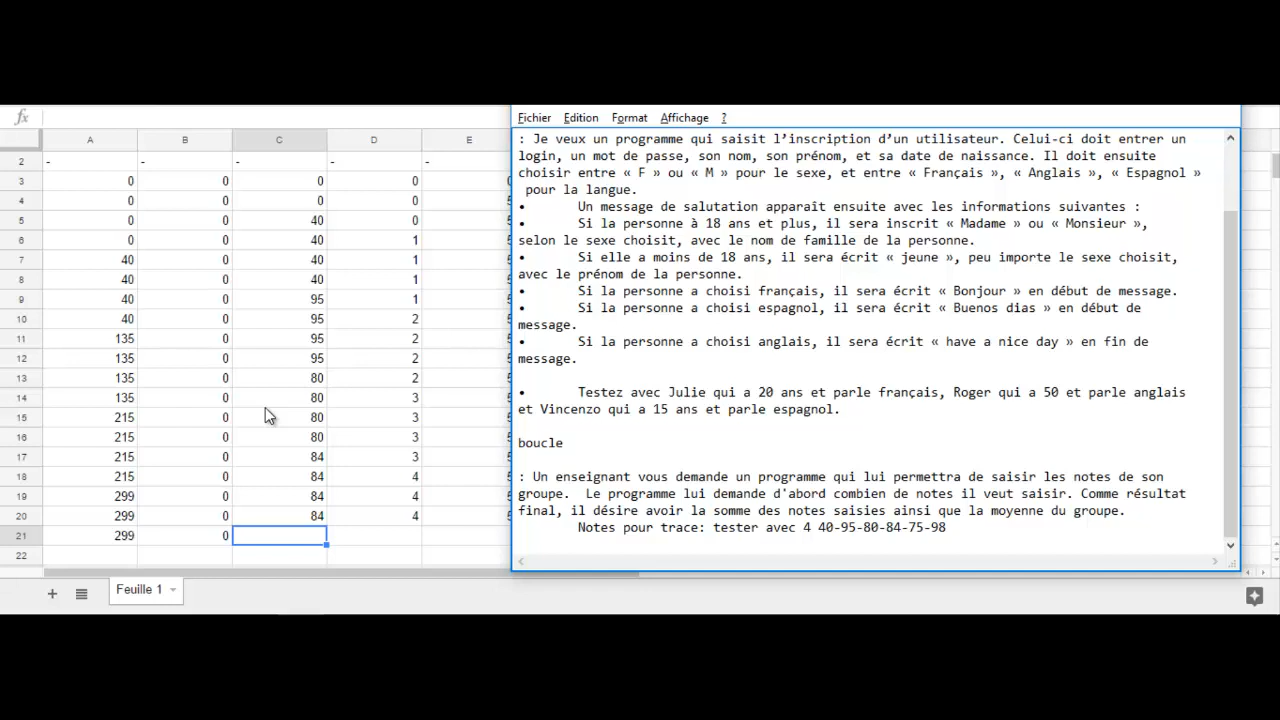 fx
A B C D E
2 - - - - -
3 0 0 0 0
4 0 0 0 0
5 0 0 40 0
6 0 0 40 1
7 40 0 40 1
8 40 0 40 1
9 40 0 95 1
10 40 0 95 2
11 135 0 95 2
12 135 0 95 2
13 135 0 80 2
14 135 0 80 3
15 215 0 80 3
16 215 0 80 3
17 215 0 84 3
18 215 0 84 4
19 299 0 84 4
20 299 0 84 4
21 299 0
22
Feuille 1
Fichier Edition Format Affichage ?
: Je veux un programme qui saisit l’inscription d’un utilisateur. Celui-ci doit entrer un
login, un mot de passe, son nom, son prénom, et sa date de naissance. Il doit ensuite
choisir entre « F » ou « M » pour le sexe, et entre « Français », « Anglais », « Espagnol »
pour la langue.
• Un message de salutation apparait ensuite avec les informations suivantes :
• Si la personne à 18 ans et plus, il sera inscrit « Madame » ou « Monsieur »,
selon le sexe choisit, avec le nom de famille de la personne.
• Si elle a moins de 18 ans, il sera écrit « jeune », peu importe le sexe choisit,
avec le prénom de la personne.
• Si la personne a choisi français, il sera écrit « Bonjour » en début de message.
• Si la personne a choisi espagnol, il sera écrit « Buenos dias » en début de
message.
• Si la personne a choisi anglais, il sera écrit « have a nice day » en fin de
message.
• Testez avec Julie qui a 20 ans et parle français, Roger qui a 50 et parle anglais
et Vincenzo qui a 15 ans et parle espagnol.
boucle
: Un enseignant vous demande un programme qui lui permettra de saisir les notes de son
groupe. Le programme lui demande d'abord combien de notes il veut saisir. Comme résultat
final, il désire avoir la somme des notes saisies ainsi que la moyenne du groupe.
Notes pour trace: tester avec 4 40-95-80-84-75-98